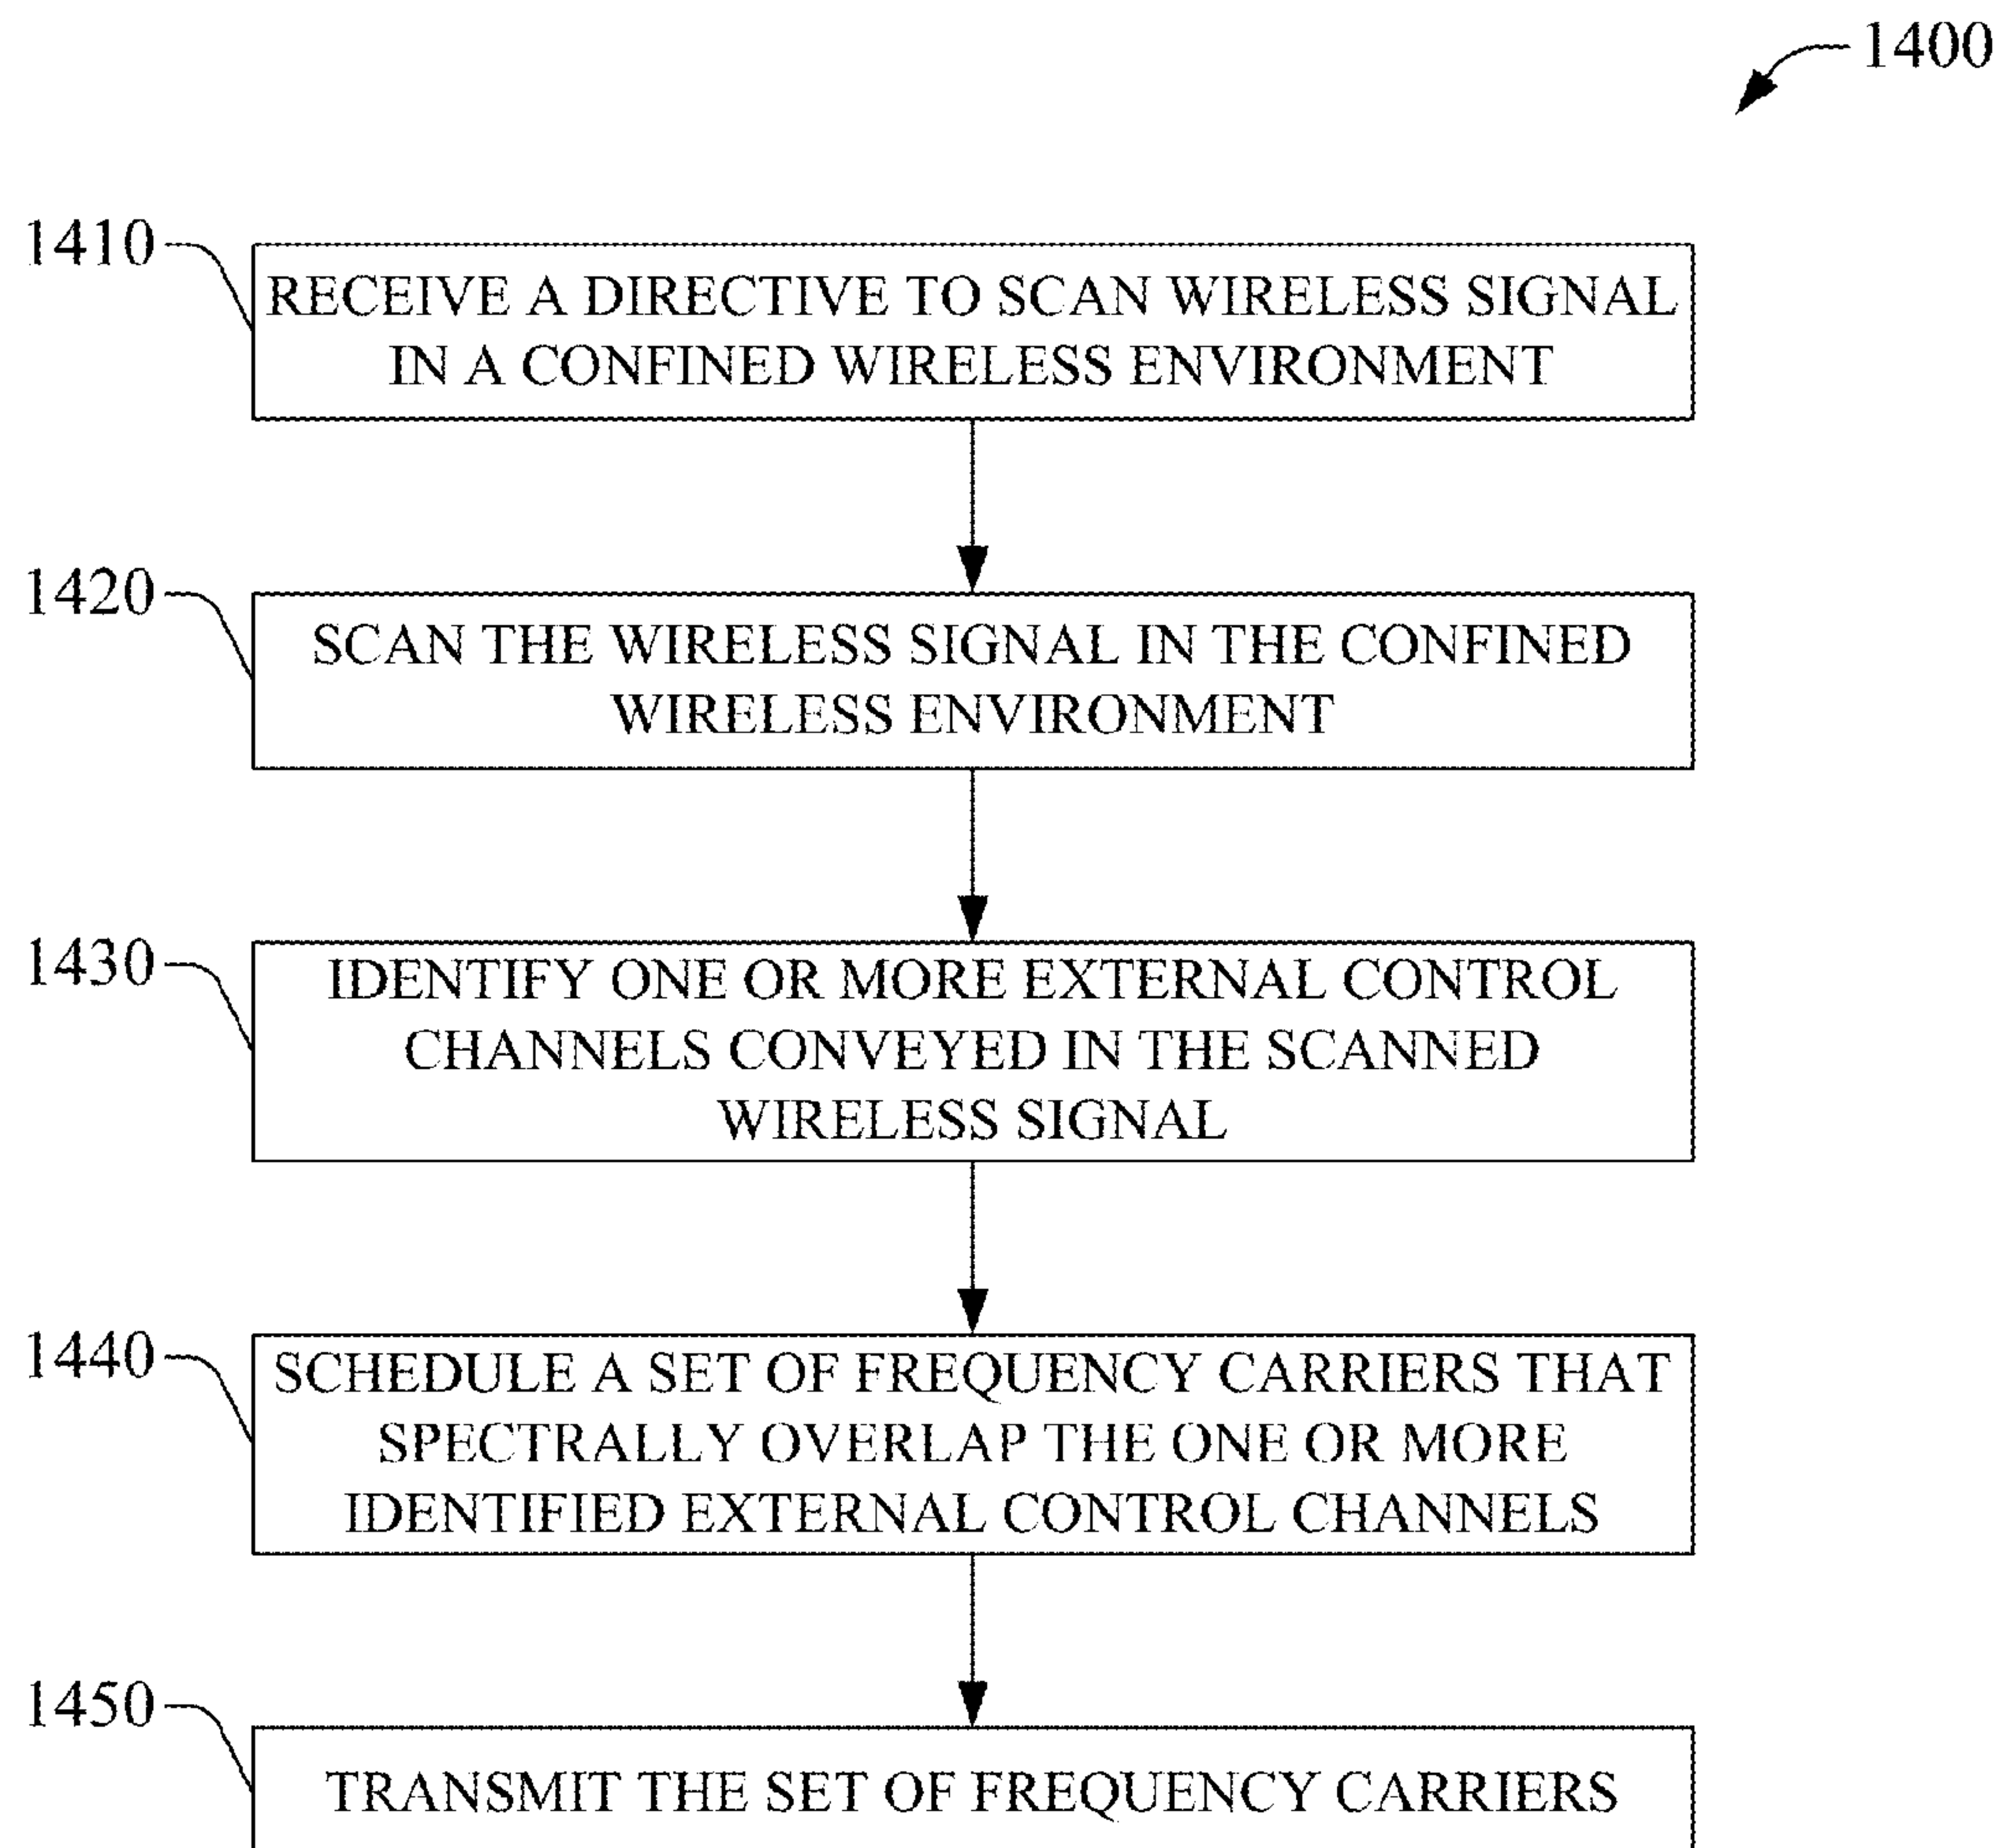 1400
1410
RECEIVE A DIRECTIVE TO SCAN WIRELESS SIGNAL
IN A CONFINED WIRELESS ENVIRONMENT
1420
SCAN THE WIRELESS SIGNAL IN THE CONFINED
WIRELESS ENVIRONMENT
1430
IDENTIFY ONE OR MORE EXTERNAL CONTROL
CHANNELS CONVEYED IN THE SCANNED
WIRELESS SIGNAL
1440
SCHEDULE A SET OF FREQUENCY CARRIERS THAT
SPECTRALLY OVERLAP THE ONE OR MORE
IDENTIFIED EXTERNAL CONTROL CHANNELS
1450
TRANSMIT THE SET OF FREQUENCY CARRIERS